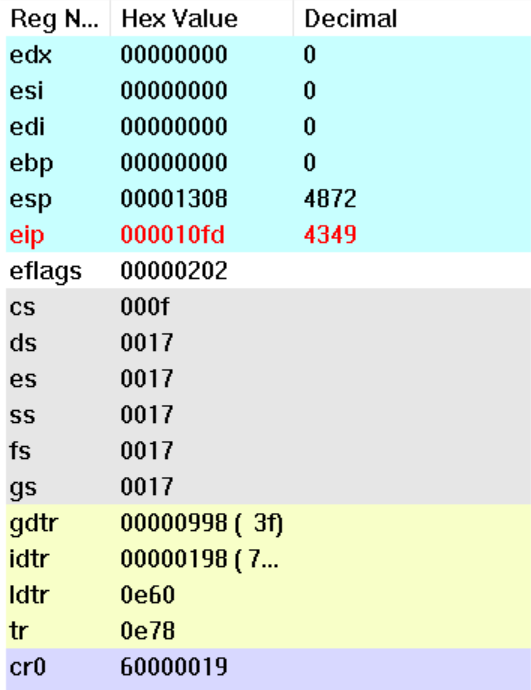 Reg N... Hex Value Decimal
edx 00000000 0
esi 00000000 0
edi 00000000 0
ebp 00000000 0
esp 00001308 4872
eip 000010fd 4349
eflags 00000202
cs 000f
ds 0017
es 0017
ss 0017
fs 0017
gs 0017
gdtr 00000998 ( 3f)
idtr 00000198 ( 7...
ldtr 0e60
tr 0e78
cr0 60000019